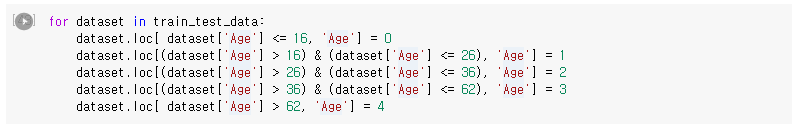 for dataset in train_test_data:
    dataset.loc[ dataset['Age'] <= 16, 'Age'] = 0
    dataset.loc[(dataset['Age'] > 16) & (dataset['Age'] <= 26), 'Age'] = 1
    dataset.loc[(dataset['Age'] > 26) & (dataset['Age'] <= 36), 'Age'] = 2
    dataset.loc[(dataset['Age'] > 36) & (dataset['Age'] <= 62), 'Age'] = 3
    dataset.loc[ dataset['Age'] > 62, 'Age'] = 4